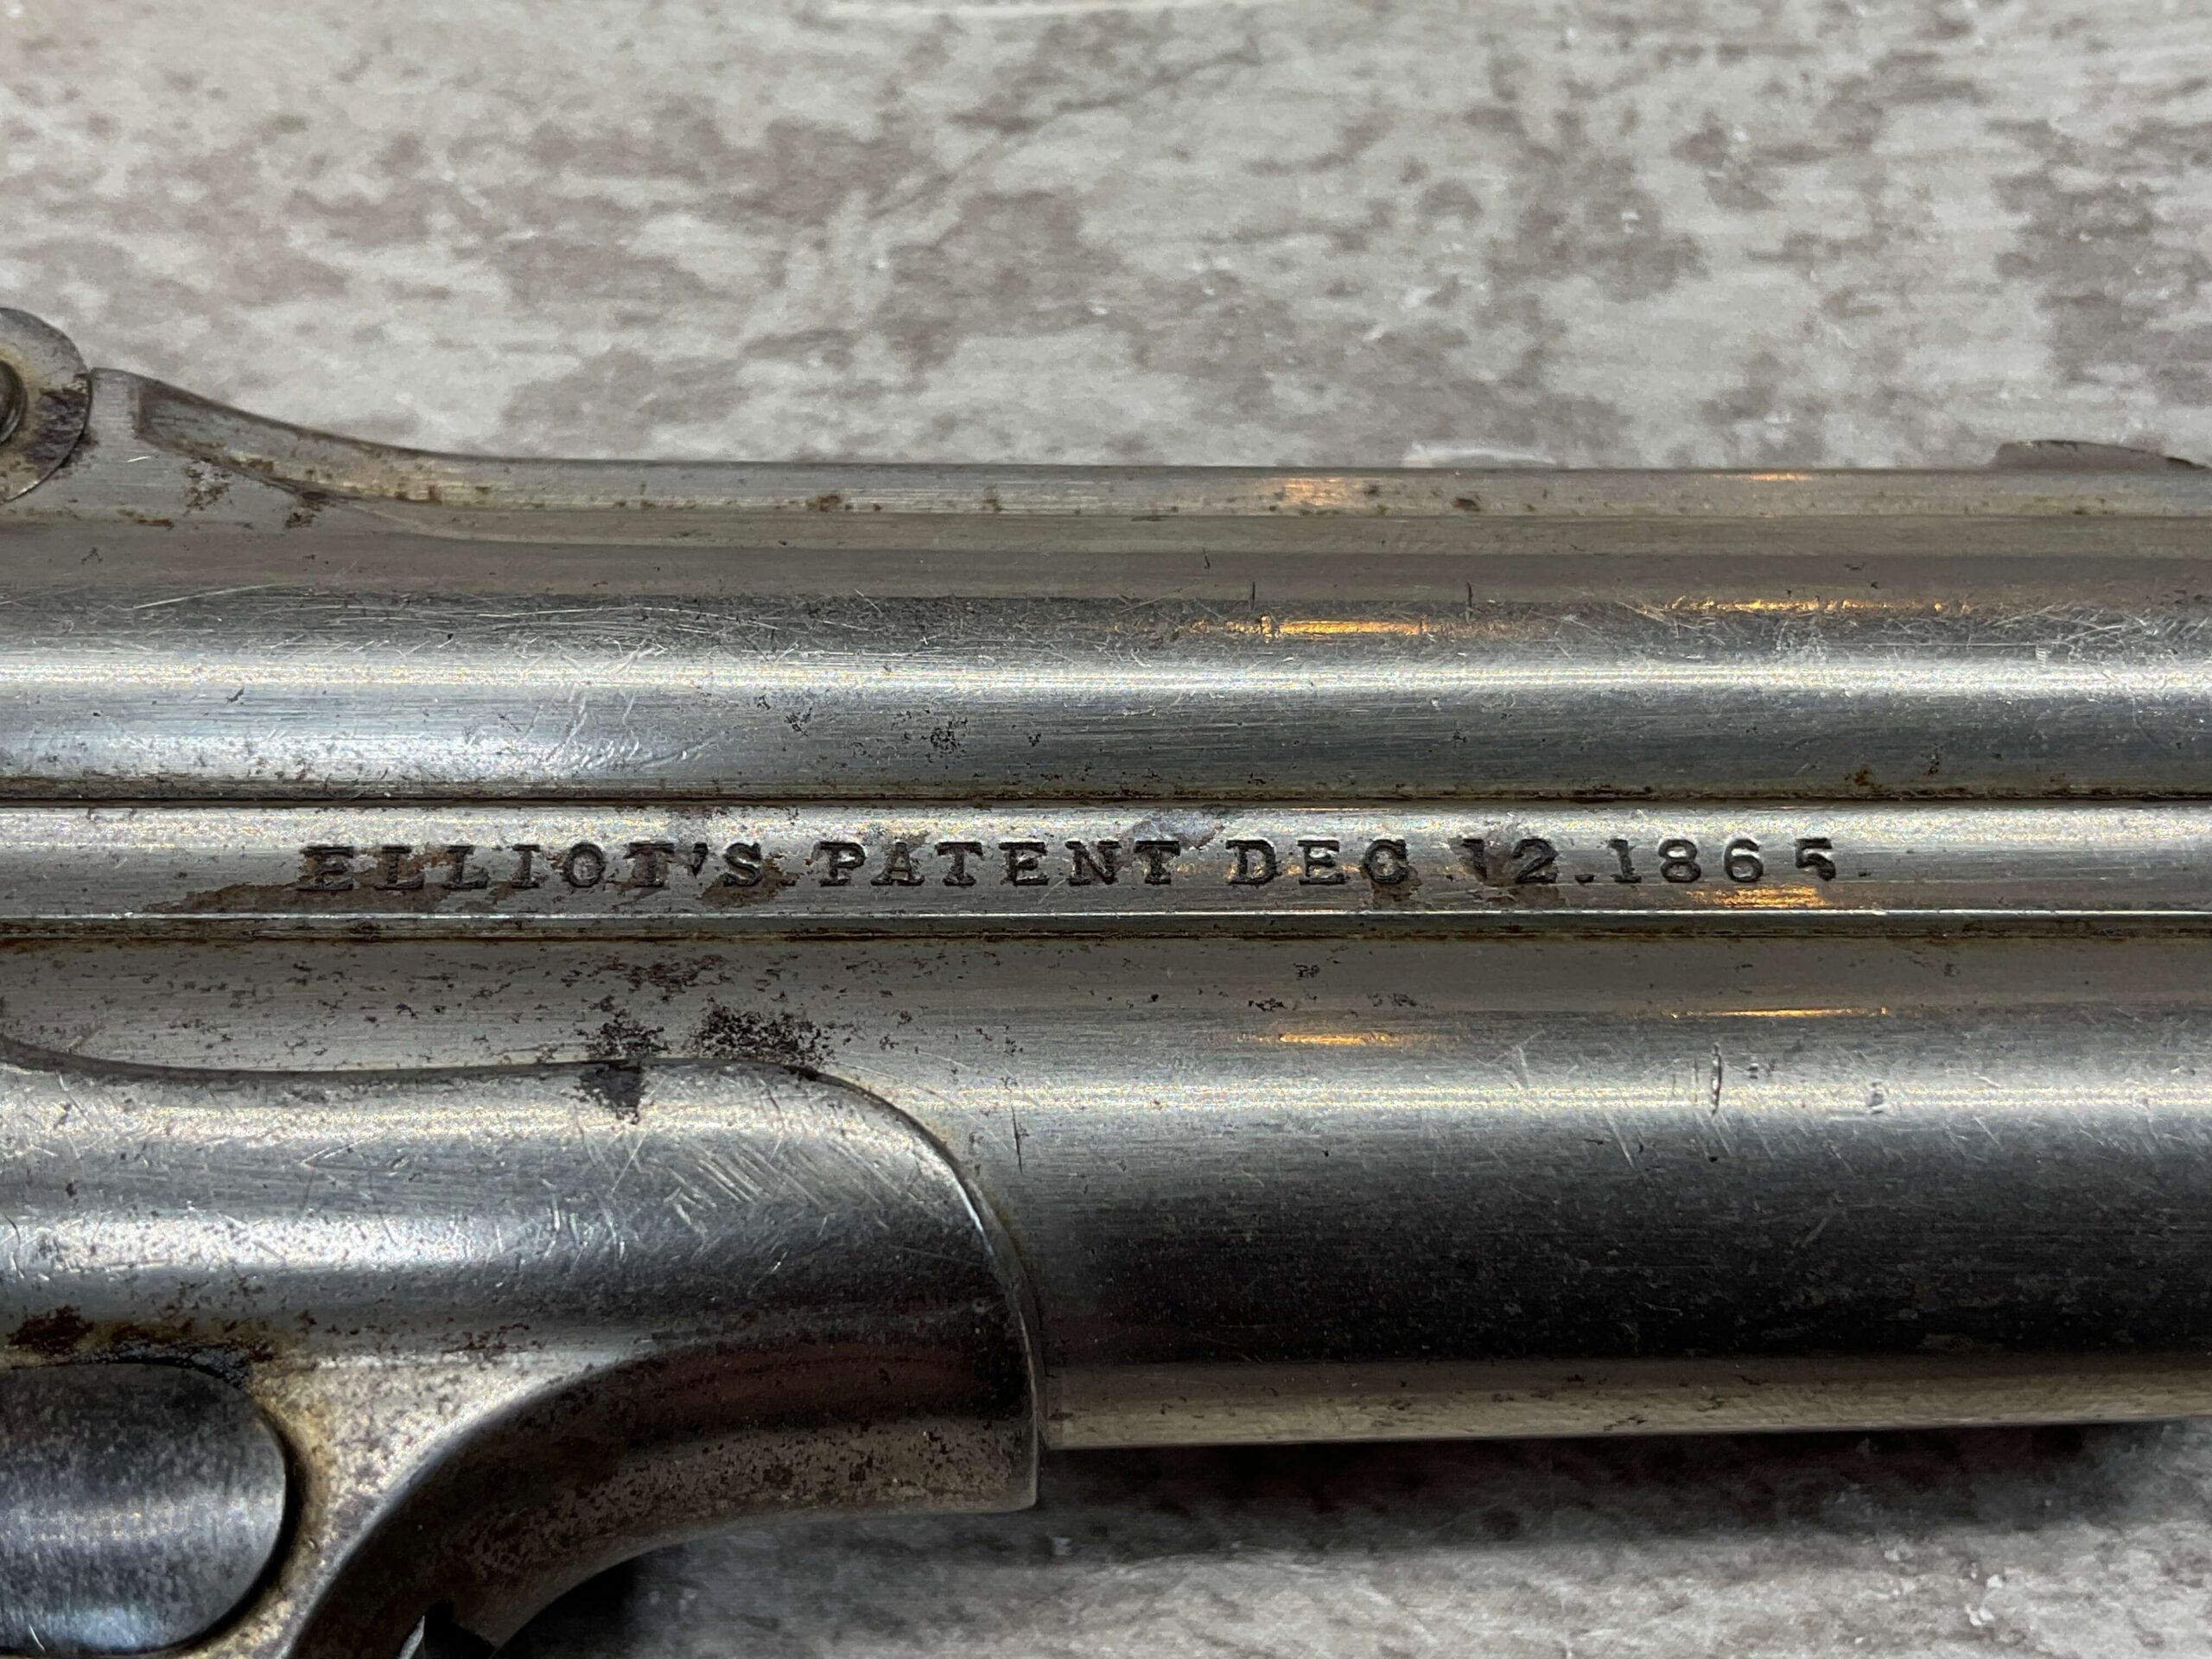 ELLIOT'S PATENT DEC 12.1865.